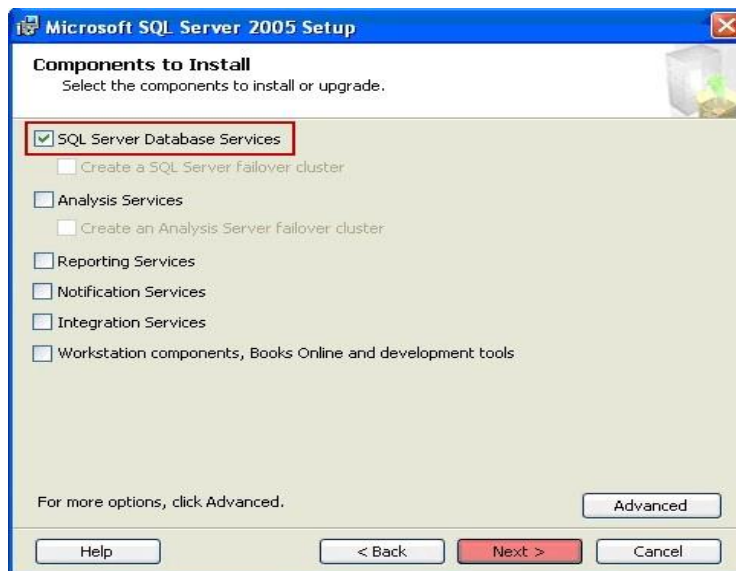 Microsoft SQL Server 2005 Setup
Components to Install
Select the components to install or upgrade.
SQL Server Database Services
Create a SQL Server failover cluster
Analysis Services
Create an Analysis Server failover cluster
Reporting Services
Notification Services
Integration Services
Workstation components, Books Online and development tools
For more options, click Advanced.
Advanced
Help
< Back
Next >
Cancel